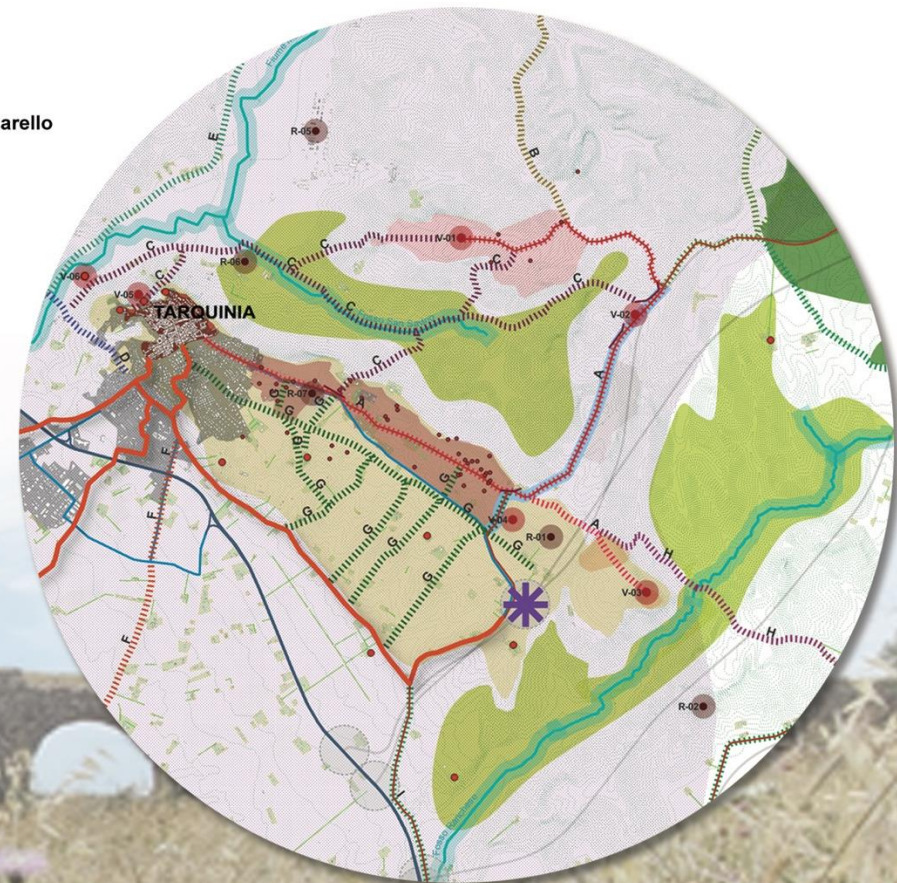 arello
E
R-05
B
C
C
V-01
R-06
C
C
V-06
C
V-05
TARQUINIA
C
V-02
D
C
A
R-07
G
G
G
A
D
F
G
G
G
G
G
G
V-04
G
R-01
A
H
G
F
V-03
H
F
R-02
I